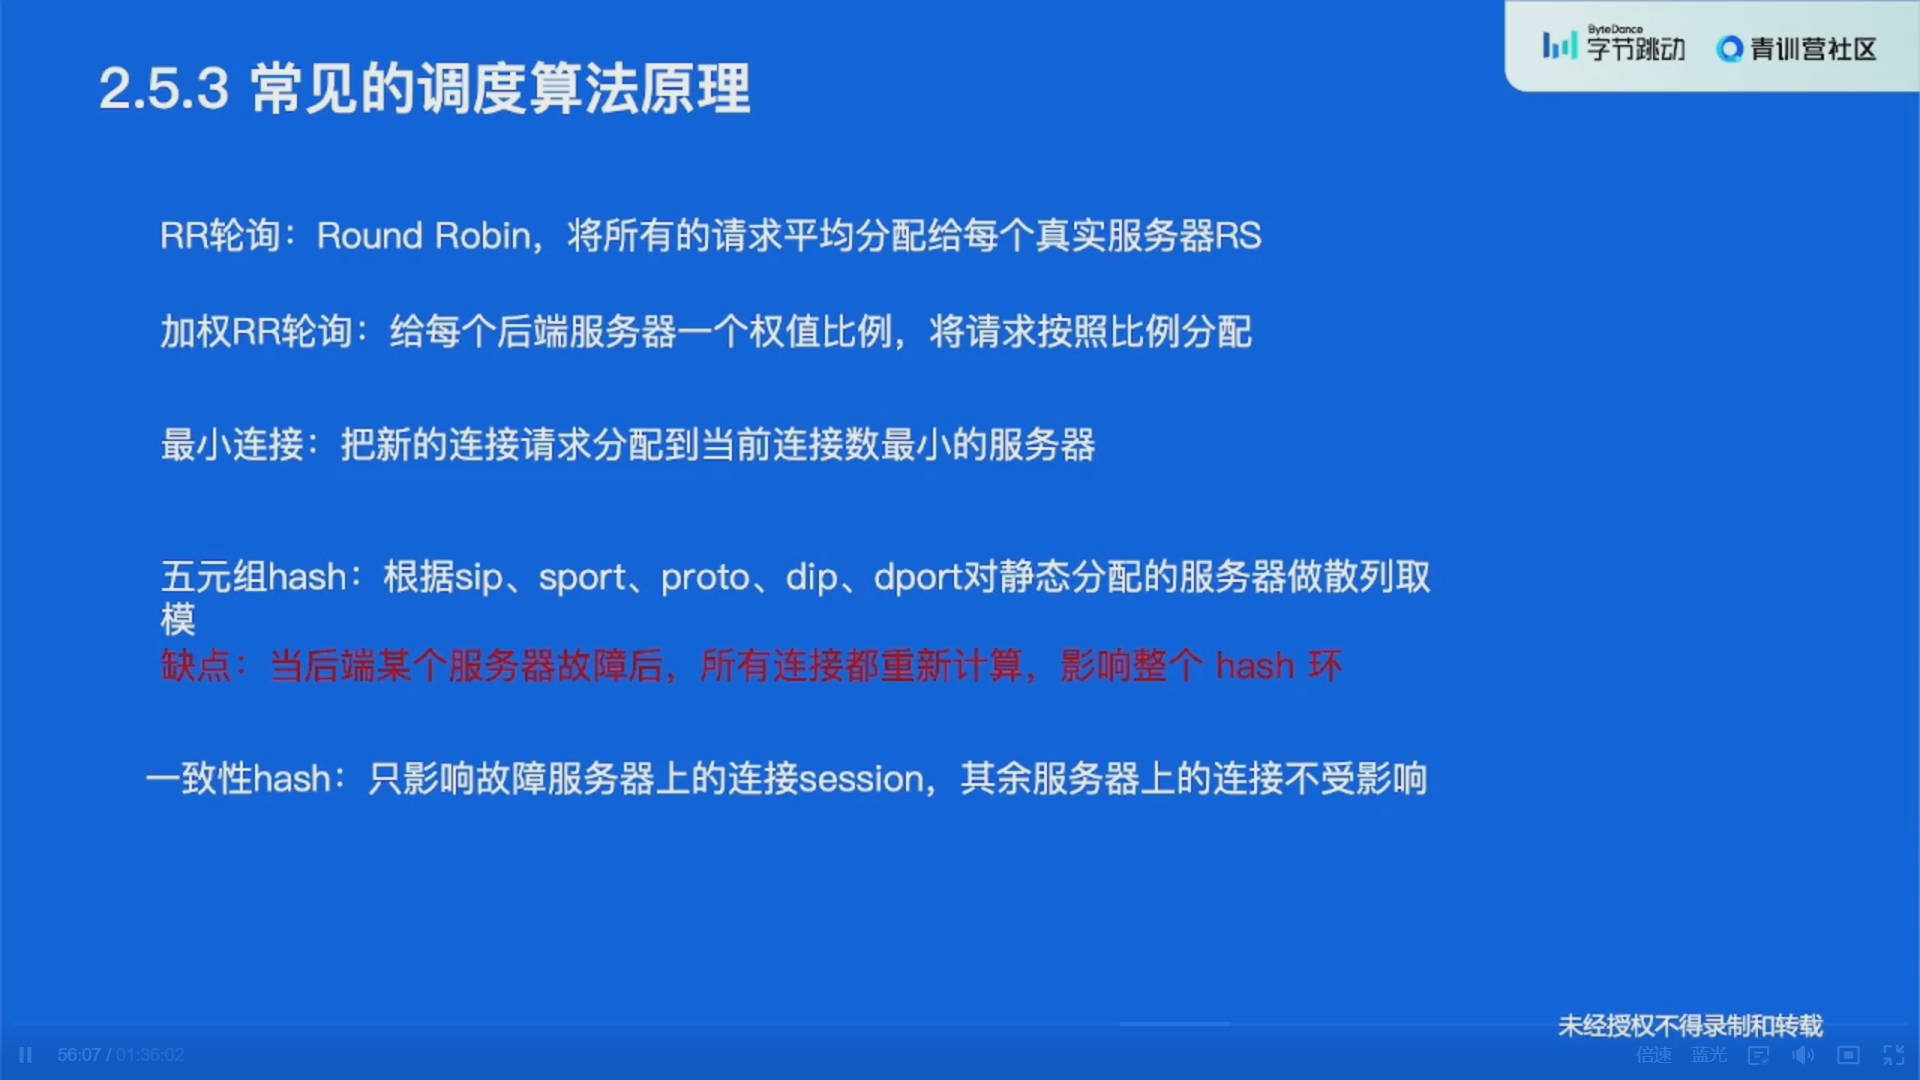 2.5.3 常见的调度算法原理
ByteDance
字节跳动
青训营社区
RR轮询：Round Robin，将所有的请求平均分配给每个真实服务器RS
加权RR轮询：给每个后端服务器一个权值比例，将请求按照比例分配
最小连接：把新的连接请求分配到当前连接数最小的服务器
五元组hash：根据sip、sport、proto、dip、dport对静态分配的服务器做散列取
模
缺点：当后端某个服务器故障后，所有连接都重新计算，影响整个 hash 环
一致性hash：只影响故障服务器上的连接session，其余服务器上的连接不受影响
未经授权不得录制和转载
56:07 / 01:36:02
倍速 蓝光